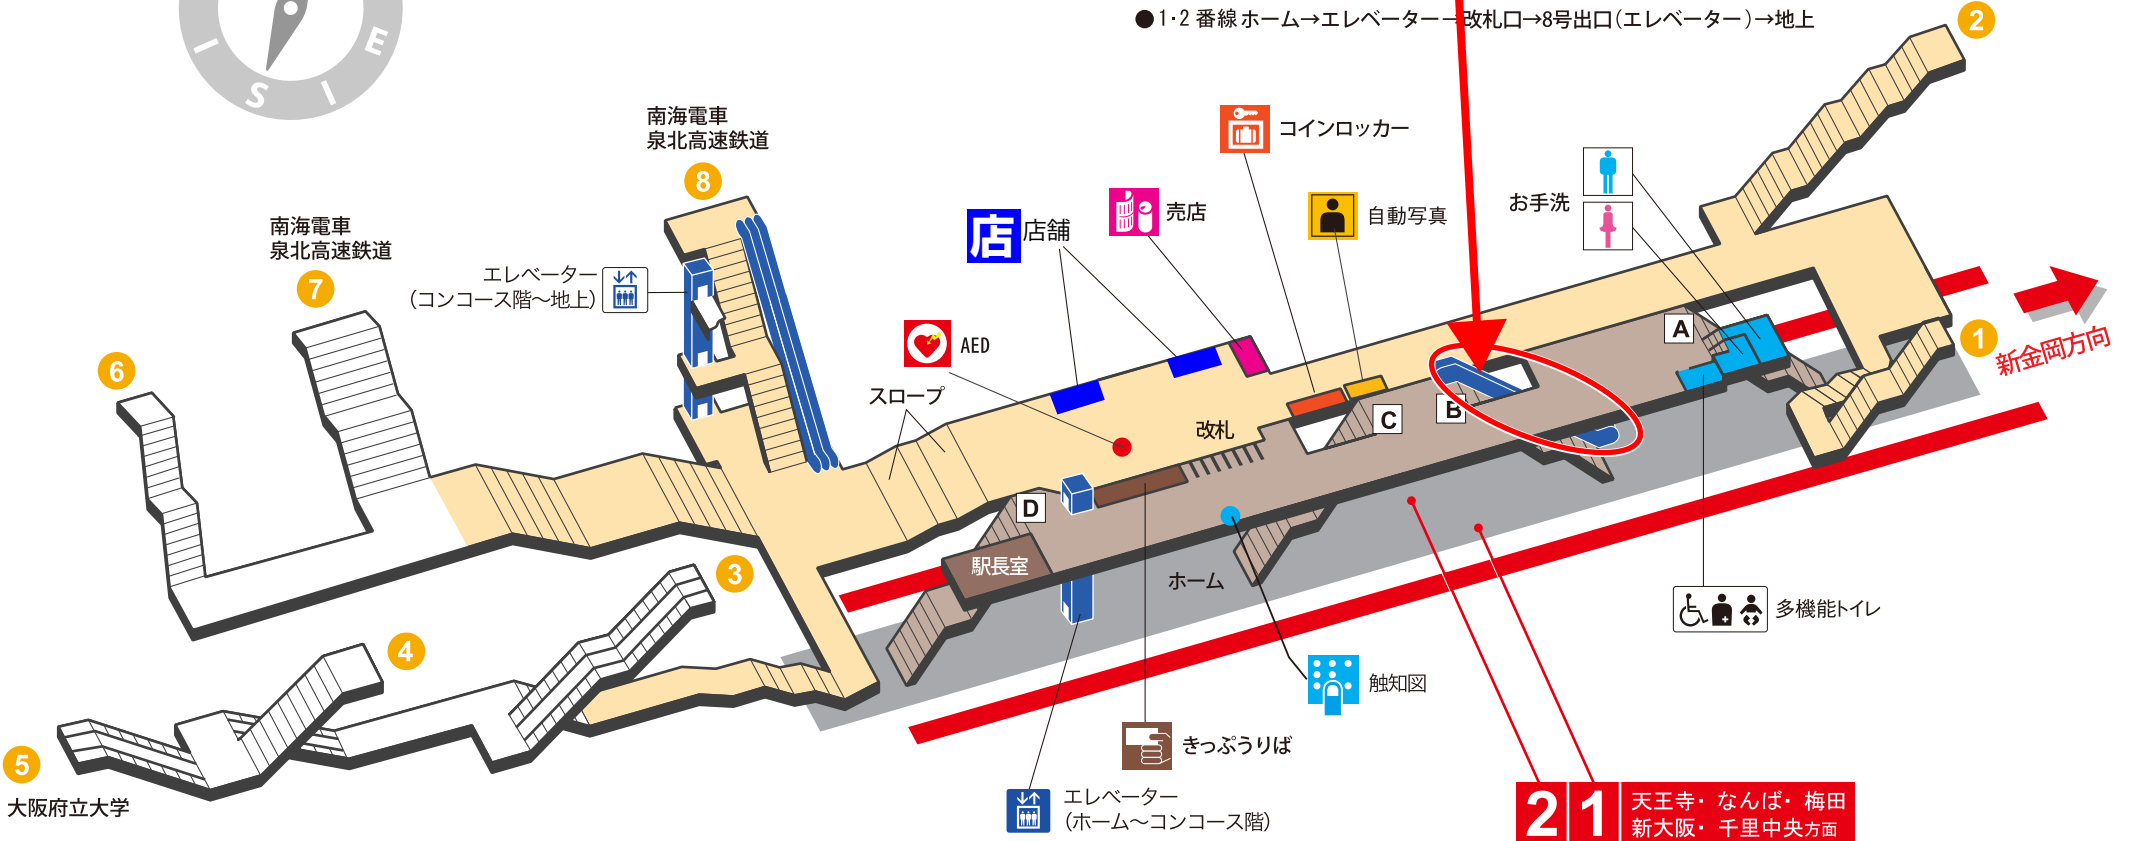 ●1・2 番線 ホーム→エレベーター→改札口→8号出口(エレベーター)→地上
I
S
I
E
2
南海電車
泉北高速鉄道
8
コインロッカー
お手洗
店 店舗
売店
自動写真
南海電車
泉北高速鉄道
7
エレベーター
(コンコース階〜地上)
AED
A
1
新金岡方向
6
スロープ
改札
C
B
D
駅長室
ホーム
3
4
多機能トイレ
触知図
きっぷうりば
5
大阪府立大学
エレベーター
(ホーム〜コンコース階)
2 1 天王寺・なんば・梅田
新大阪・千里中央方面